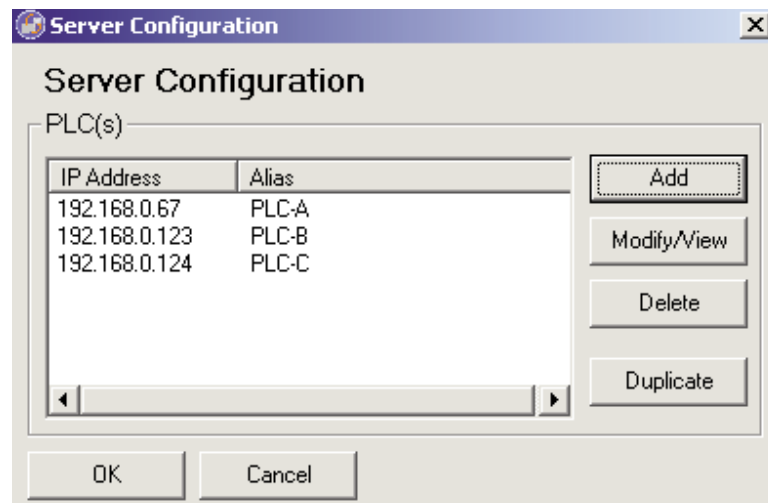 Server Configuration
Server Configuration
PLC(s)
IP Address Alias
192.168.0.67 PLC-A
192.168.0.123 PLC-B
192.168.0.124 PLC-C
Add
Modify/View
Delete
Duplicate
OK Cancel